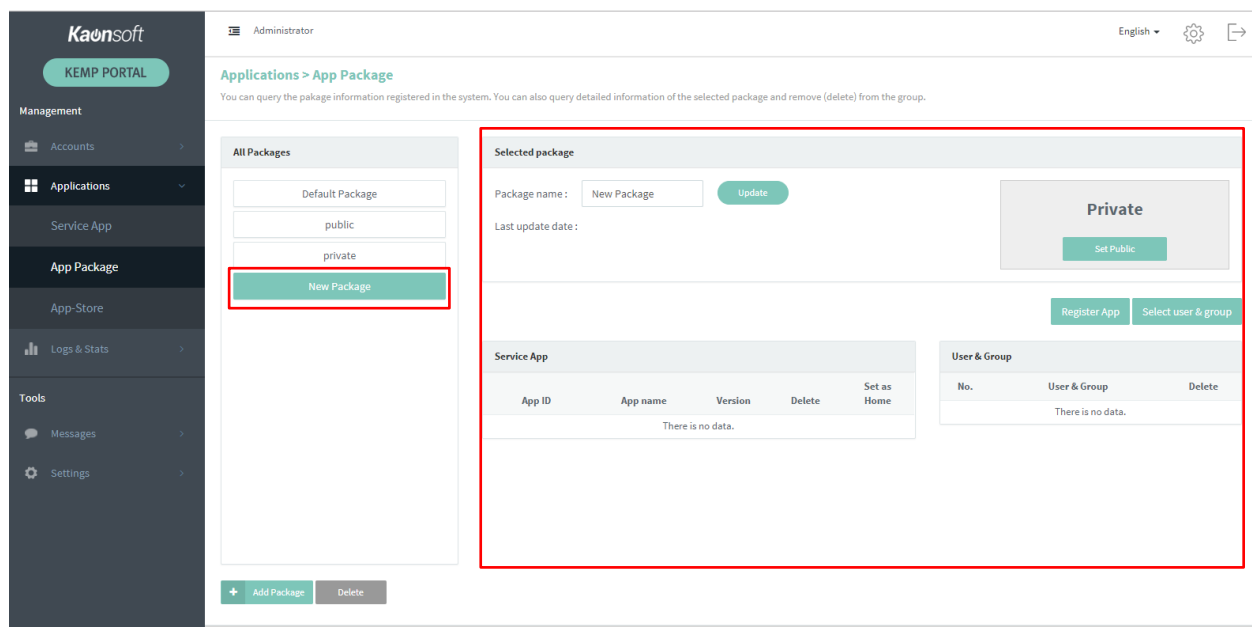 Kaonsoft
KEMP PORTAL
Management
Accounts
Applications
Service App
App Package
App-Store
Logs & Stats
Tools
Messages
Settings
Administrator
English
Applications > App Package
You can query the pakage information registered in the system. You can also query detailed information of the selected package and remove (delete) from the group.
All Packages
Default Package
public
private
New Package
+ Add Package Delete
Selected package
Package name : New Package Update
Last update date :
Private
Set Public
Register App Select user & group
Service App
App ID App name Version Delete Set as Home
There is no data.
User & Group
No. User & Group Delete
There is no data.